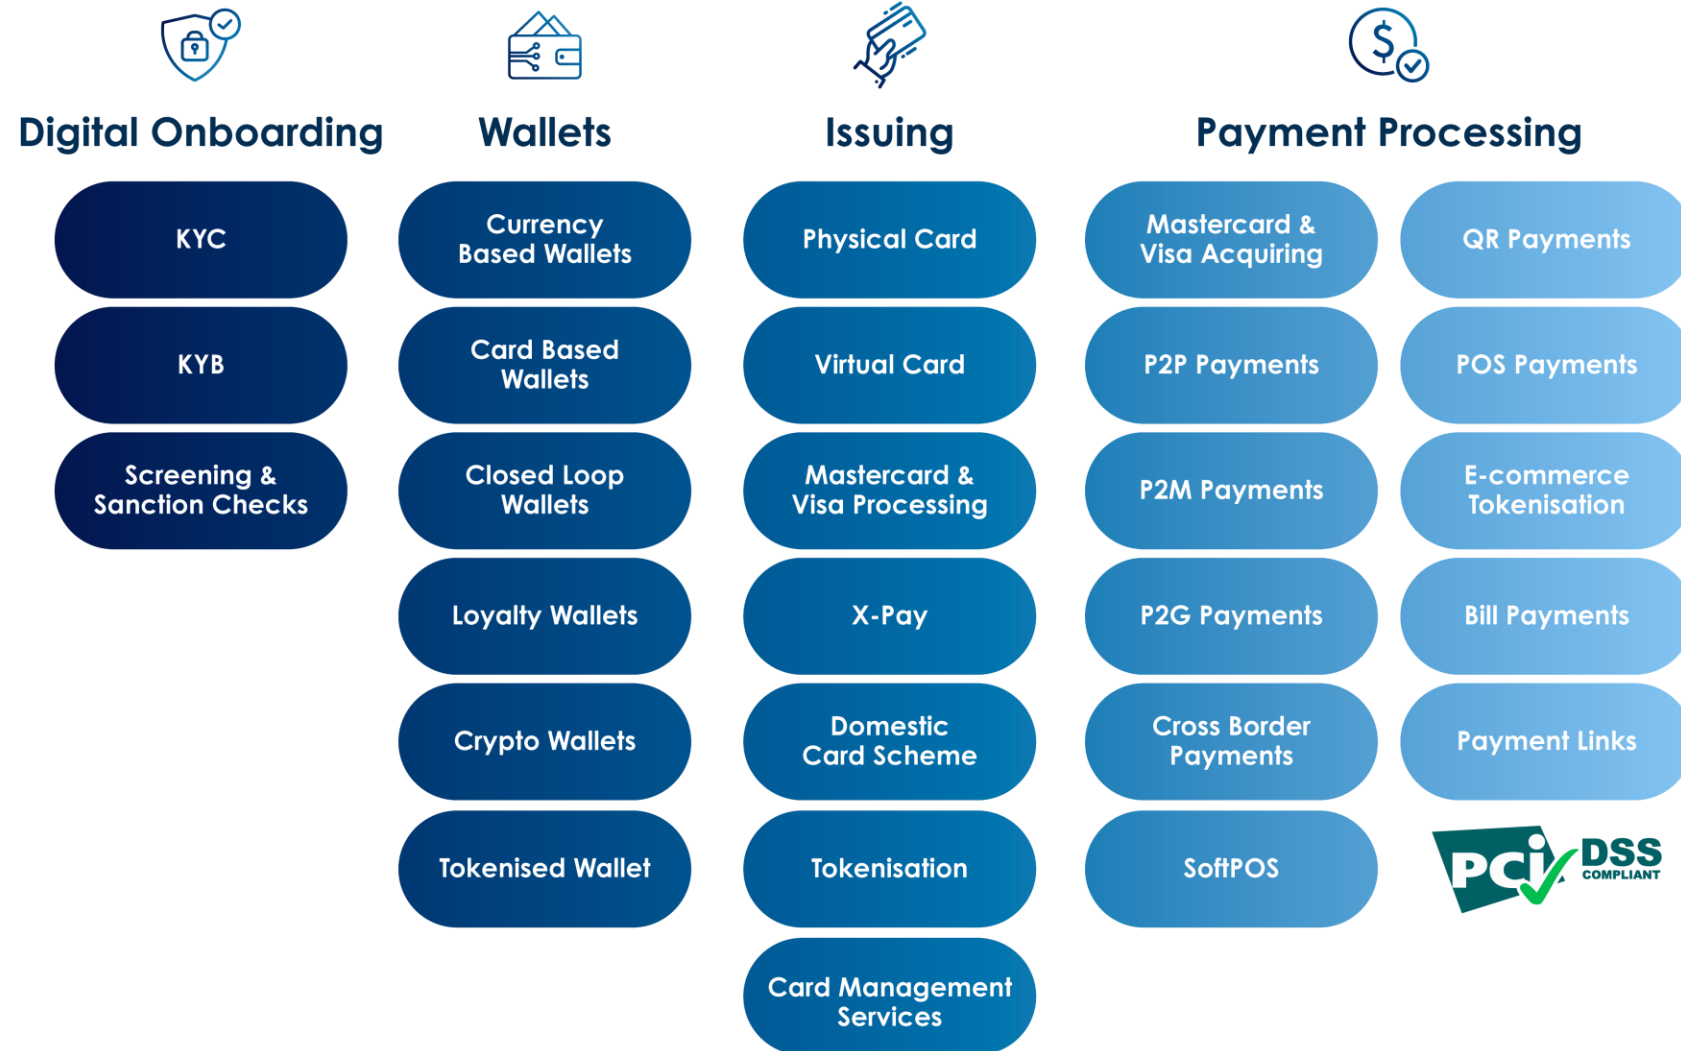 Digital Onboarding
KYC
KYB
Screening &
Sanction Checks
Wallets
Currency
Based Wallets
Card Based
Wallets
Closed Loop
Wallets
Loyalty Wallets
Crypto Wallets
Tokenised Wallet
Issuing
Physical Card
Virtual Card
Mastercard &
Visa Processing
X-Pay
Domestic
Card Scheme
Tokenisation
Card Management
Services
Payment Processing
Mastercard &
Visa Acquiring
P2P Payments
P2M Payments
P2G Payments
Cross Border
Payments
SoftPOS
QR Payments
POS Payments
E-commerce
Tokenisation
Bill Payments
Payment Links
PCi DSS
COMPLIANT